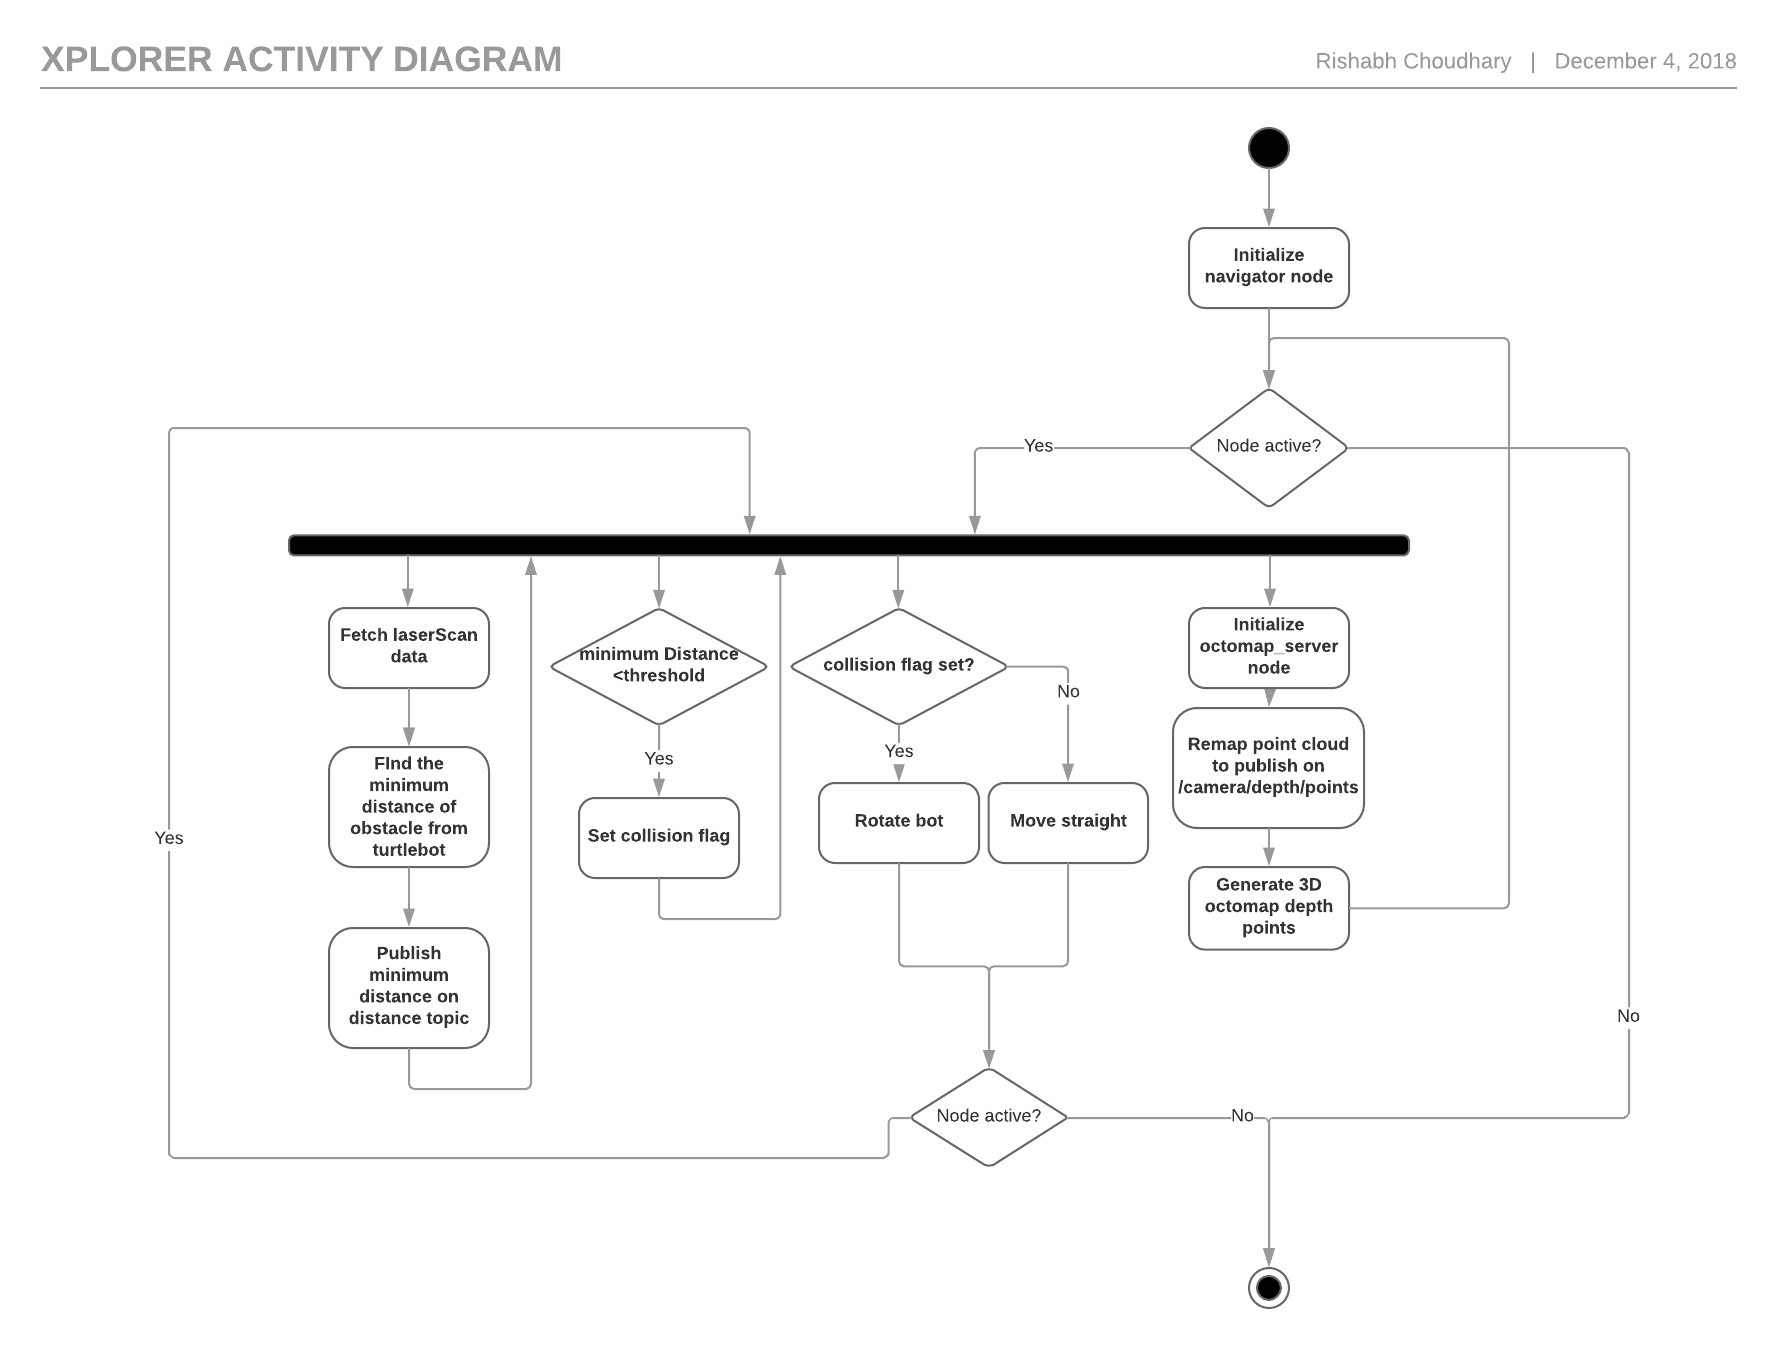 XPLORER ACTIVITY DIAGRAM
Rishabh Choudhary | December 4, 2018
Initialize
navigator node
Node active?
Yes
Fetch laserScan
data
minimum Distance
<threshold
collision flag set?
Initialize
octomap_server
node
No
Yes
Yes
Remap point cloud
to publish on
/camera/depth/points
FInd the
minimum
distance of
obstacle from
turtlebot
Set collision flag
Rotate bot
Move straight
Yes
Generate 3D
octomap depth
points
Publish
minimum
distance on
distance topic
No
Node active?
No